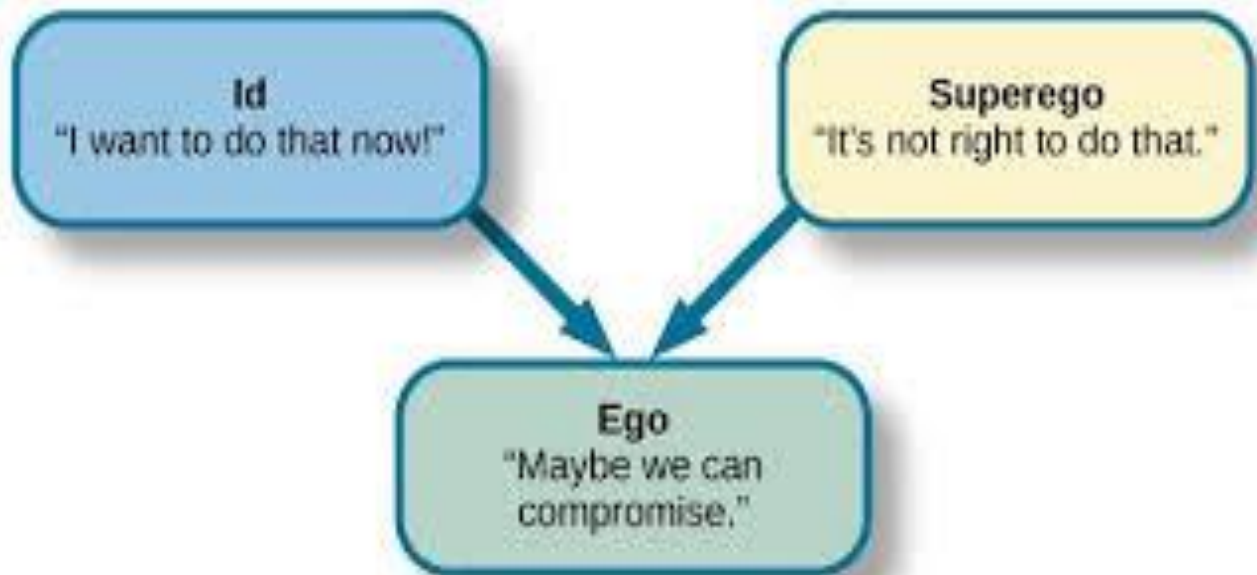 Id
“I want to do that now!”
Superego
“It's not right to do that.”
Ego
“Maybe we can
compromise.”